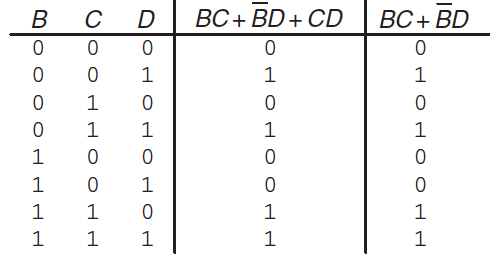 B C D BC + B̅D + CD BC + B̅D
0 0 0 0 0
0 0 1 1 1
0 1 0 0 0
0 1 1 1 1
1 0 0 0 0
1 0 1 0 0
1 1 0 1 1
1 1 1 1 1